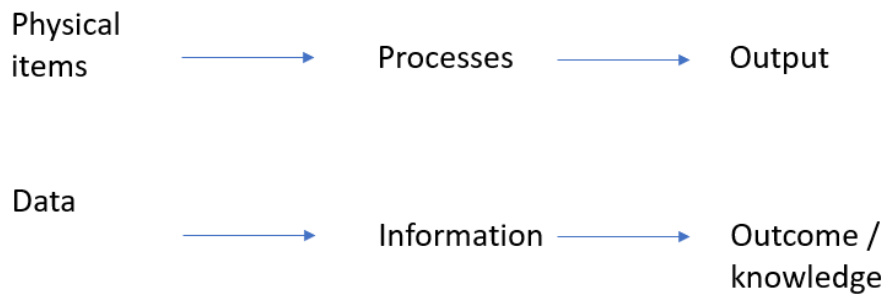 Physical
items
Processes
Output
Data
Information
Outcome /
knowledge